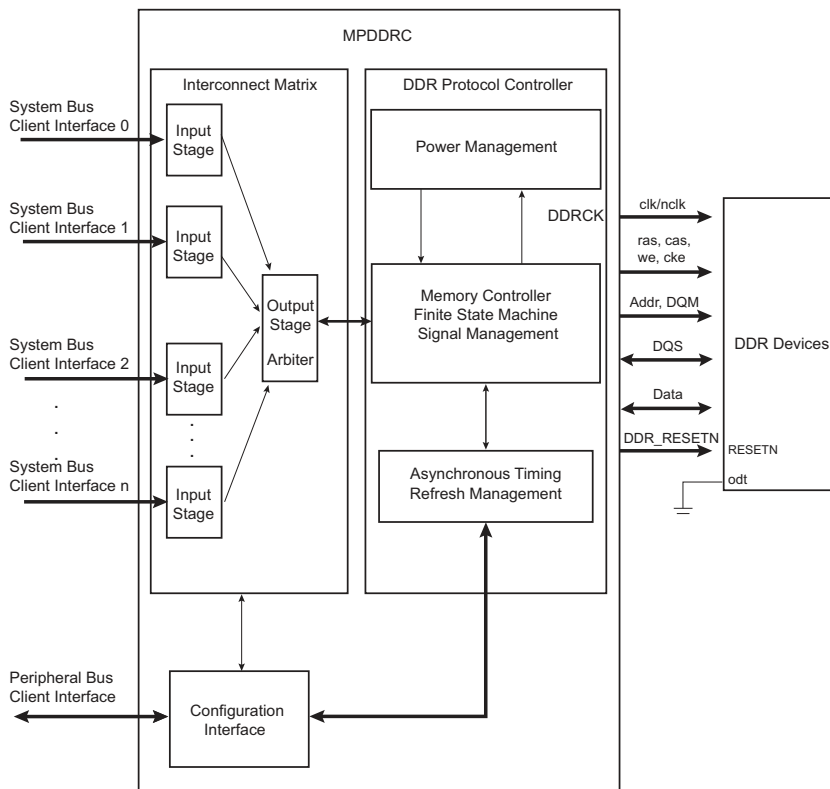 MPDDRC
Interconnect Matrix
DDR Protocol Controller
System Bus
Client Interface 0
Input
Stage
System Bus
Client Interface 1
Input
Stage
System Bus
Client Interface 2
Input
Stage
System Bus
Client Interface n
Input
Stage
Output
Stage
Arbiter
Power Management
DDRCK
Memory Controller
Finite State Machine
Signal Management
Asynchronous Timing
Refresh Management
clk/nclk
ras, cas,
we, cke
Addr, DQM
DQS
Data
DDR_RESETN
DDR Devices
RESETN
odt
Peripheral Bus
Client Interface
Configuration
Interface